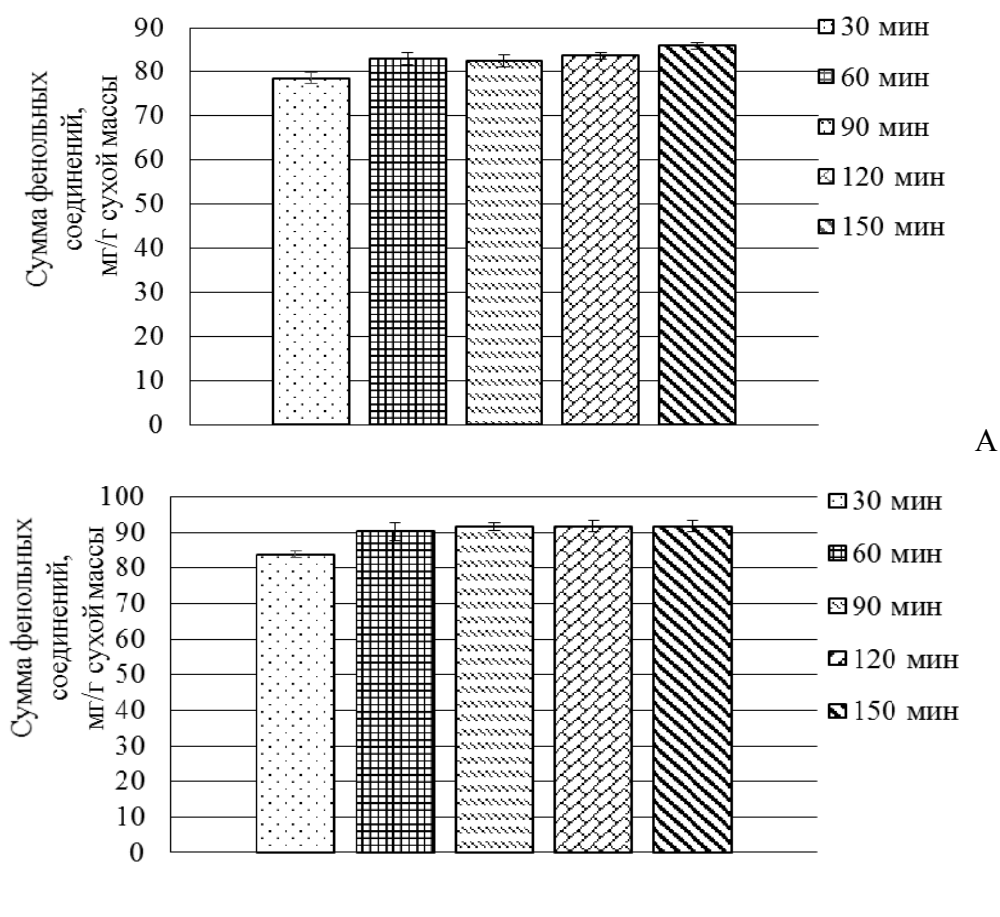 90
80
70
60
50
40
30
20
10
0
Сумма фенольных
соединений,
мг/г сухой массы
30 мин
60 мин
90 мин
120 мин
150 мин
А
100
90
80
70
60
50
40
30
20
10
0
Сумма фенольных
соединений,
мг/г сухой массы
30 мин
60 мин
90 мин
120 мин
150 мин